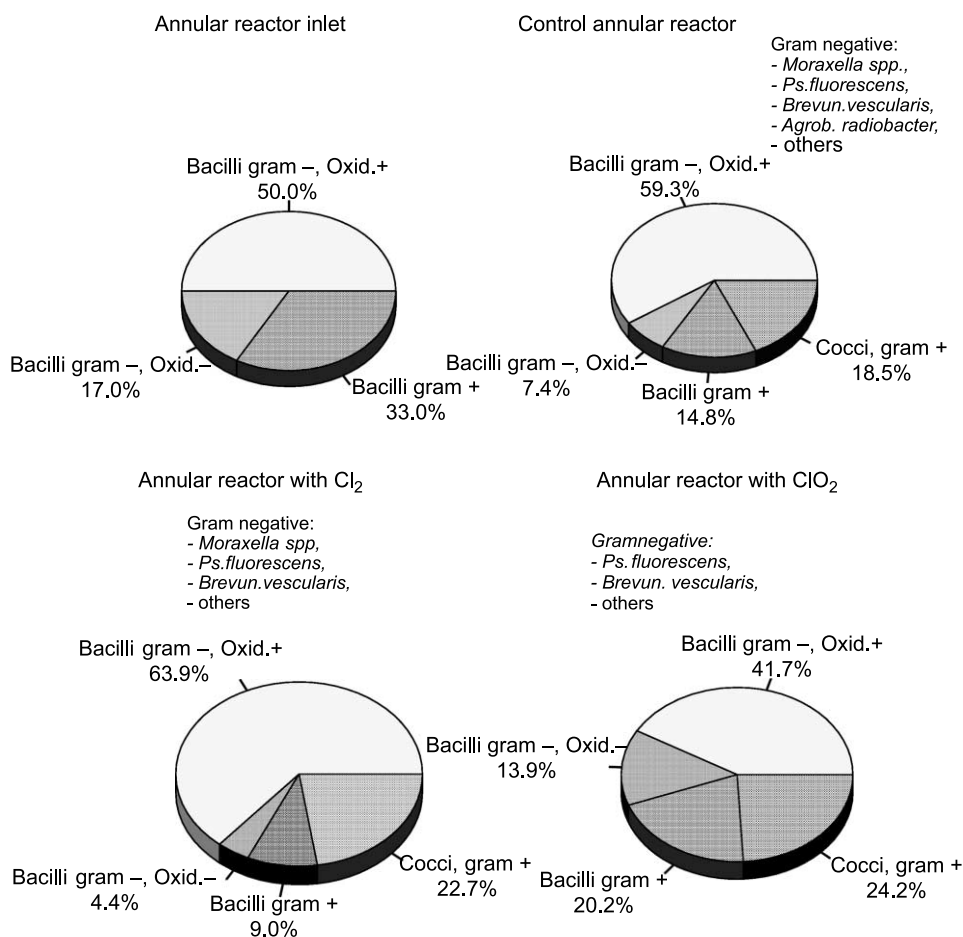 Annular reactor inlet
Bacilli gram –, Oxid.+
50.0%
Bacilli gram –, Oxid.–
17.0%
Bacilli gram +
33.0%
Control annular reactor
Gram negative:
- Moraxella spp.,
- Ps.fluorescens,
- Brevun.vescularis,
- Agrob. radiobacter,
- others
Bacilli gram –, Oxid.+
59.3%
Bacilli gram –, Oxid.–
7.4%
Bacilli gram +
14.8%
Cocci, gram +
18.5%
Annular reactor with Cl2
Gram negative:
- Moraxella spp,
- Ps.fluorescens,
- Brevun.vescularis,
- others
Bacilli gram –, Oxid.+
63.9%
Bacilli gram –, Oxid.–
4.4%
Bacilli gram +
9.0%
Cocci, gram +
22.7%
Annular reactor with ClO2
Gramnegative:
- Ps.fluorescens,
- Brevun. vescularis,
- others
Bacilli gram –, Oxid.+
41.7%
Bacilli gram –, Oxid.–
13.9%
Bacilli gram +
20.2%
Cocci, gram +
24.2%